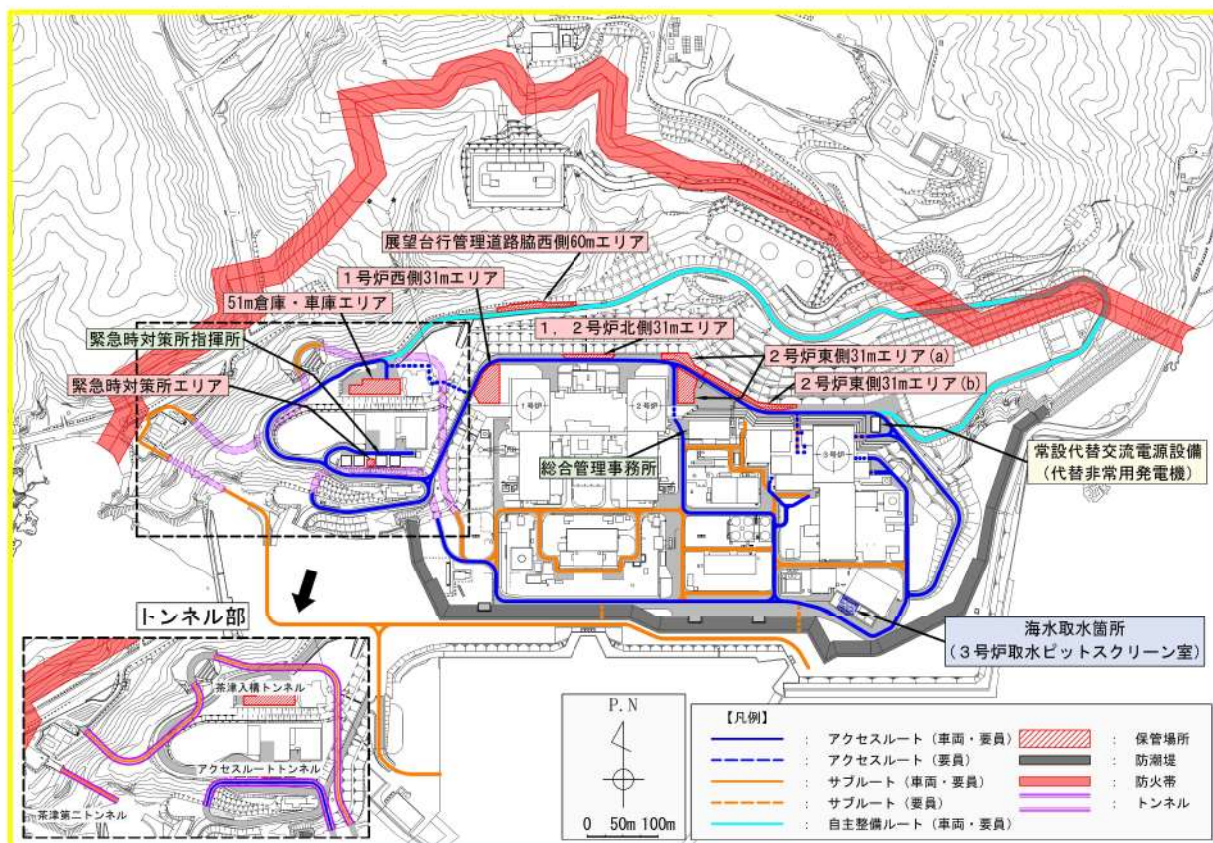 展望台行管理道路脇西側60mエリア
1号炉西側31mエリア
51m倉庫・車庫エリア
1,2号炉北側31mエリア
緊急時対策所指揮所
2号炉東側31mエリア(a)
緊急時対策所エリア
2号炉東側31mエリア(b)
1号炉
2号炉
3号炉
総合管理事務所
常設代替交流電源設備
(代替非常用発電機)
トンネル部
海水取水箇所
(3号炉取水ピットスクリーン室)
茶津入構トンネル
アクセスルートトンネル
茶津第二トンネル
P.N
0 50m 100m
【凡例】
: アクセスルート(車両・要員)
: アクセスルート(要員)
: サブルート(車両・要員)
: サブルート(要員)
: 自主整備ルート(車両・要員)
: 保管場所
: 防潮堤
: 防火帯
: トンネル